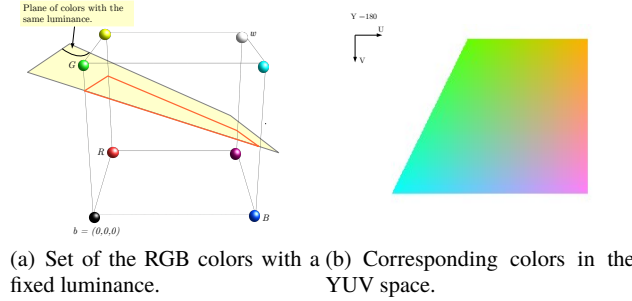 Plane of colors with the
same luminance.
w
G
R
B
b = (0,0,0)
Y =180
U
V
(a) Set of the RGB colors with a
fixed luminance.
(b) Corresponding colors in the
YUV space.